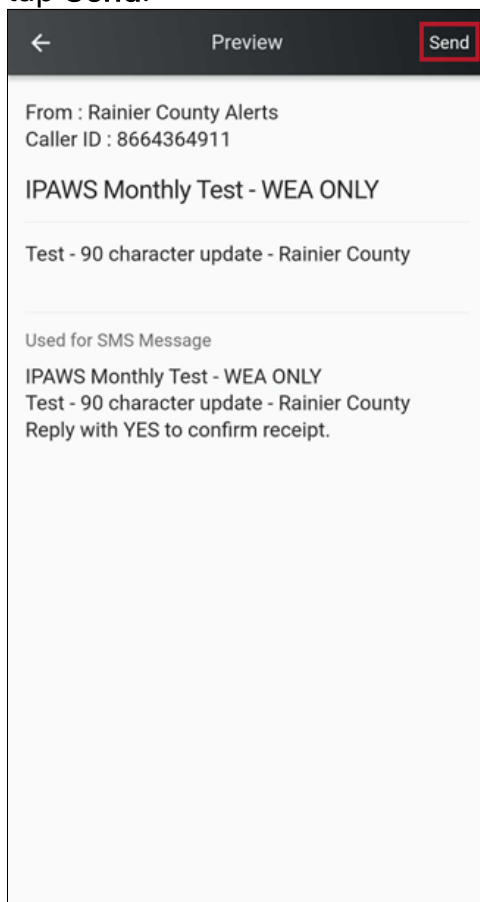 tap Send.
Preview
Send
From : Rainier County Alerts
Caller ID : 8664364911
IPAWS Monthly Test - WEA ONLY
Test - 90 character update - Rainier County
Used for SMS Message
IPAWS Monthly Test - WEA ONLY
Test - 90 character update - Rainier County
Reply with YES to confirm receipt.